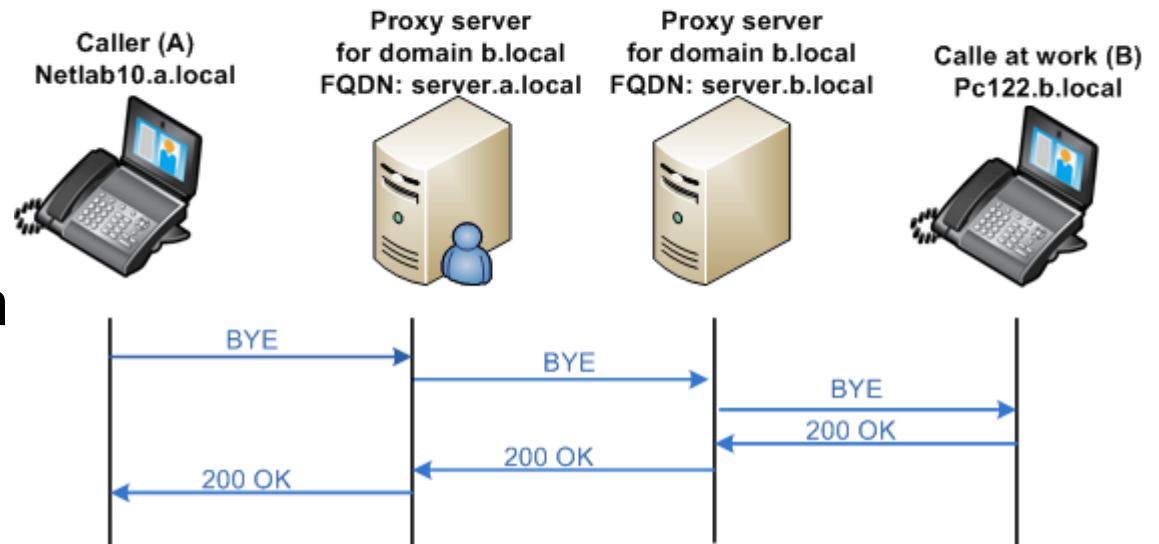 Caller (A)
Netlab10.a.local
Proxy server
for domain b.local
FQDN: server.a.local
Proxy server
for domain b.local
FQDN: server.b.local
Calle at work (B)
Pc122.b.local
n
BYE
BYE
BYE
200 OK
200 OK
200 OK